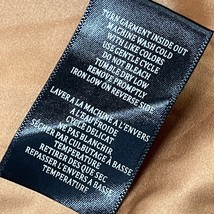 TURN GARMENT INSIDE OUT
MACHINE WASH COLD
WITH LIKE COLORS
USE GENTLE CYCLE
DO NOT BLEACH
TUMBLE DRY LOW
REMOVE PROMPTLY
IRON LOW ON REVERSE SIDE
LAVER A LA MACHINE A L'ENVERS
A L'EAU FROIDE
CYCLE DELICAT
NE PAS BLANCHIR
SECHER PAR CULBUTAGE A BASSE
TEMPERATURE
RETIRER DES QUE SEC
REPASSER L'ENVERS A BASSE
TEMPERATURE